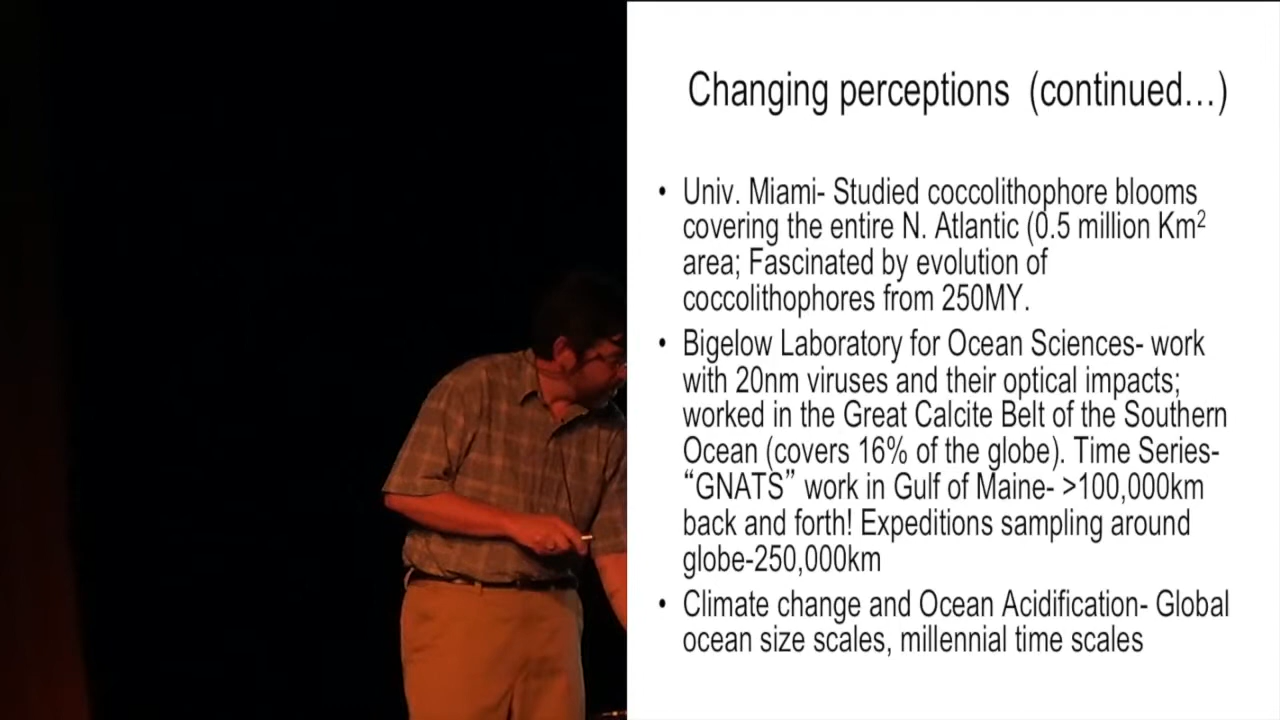 Changing perceptions (continued…)
• Univ. Miami- Studied coccolithophore blooms
covering the entire N. Atlantic (0.5 million Km²
area; Fascinated by evolution of
coccolithophores from 250MY.
• Bigelow Laboratory for Ocean Sciences- work
with 20nm viruses and their optical impacts;
worked in the Great Calcite Belt of the Southern
Ocean (covers 16% of the globe). Time Series-
“GNATS” work in Gulf of Maine- >100,000km
back and forth! Expeditions sampling around
globe-250,000km
• Climate change and Ocean Acidification- Global
ocean size scales, millennial time scales